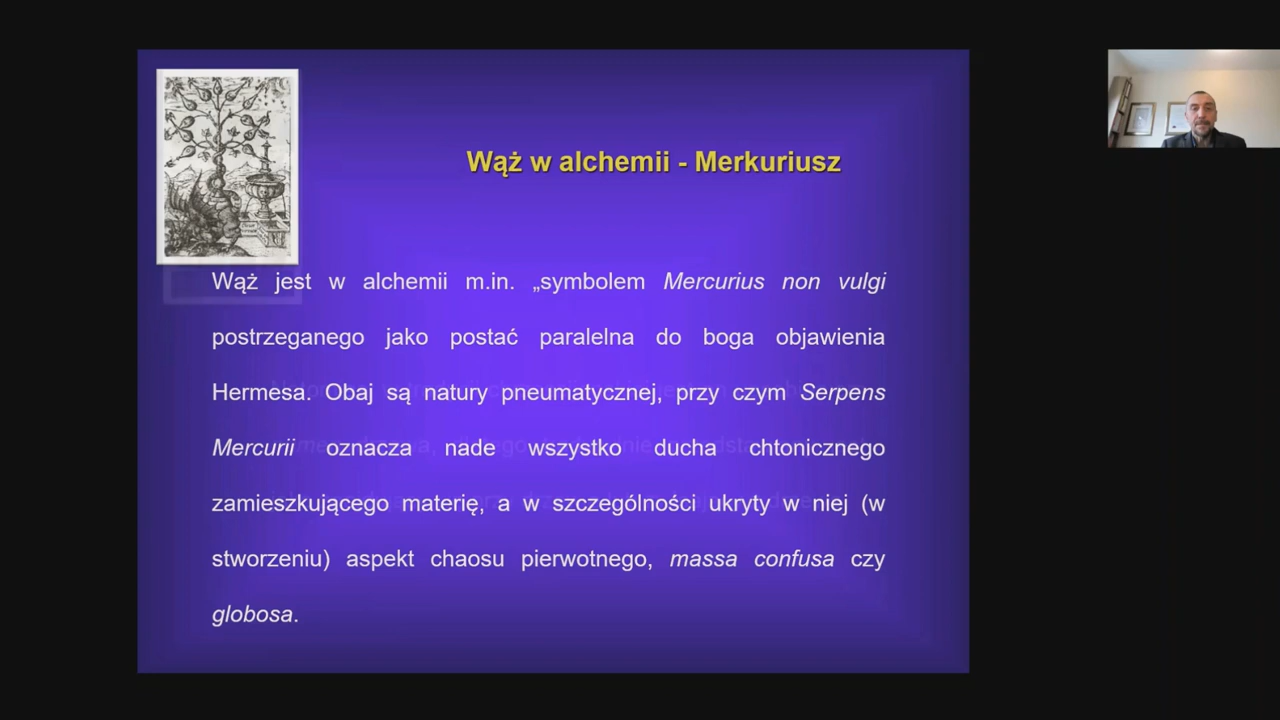 Wąż w alchemii - Merkuriusz
Wąż jest w alchemii m.in. „symbolem Mercurius non vulgi
postrzeganego jako postać paralelna do boga objawienia
Hermesa. Obaj są natury pneumatycznej, przy czym Serpens
Mercurii oznacza nade wszystko ducha chtonicznego
zamieszkującego materię, a w szczególności ukryty w niej (w
stworzeniu) aspekt chaosu pierwotnego, massa confusa czy
globosa.